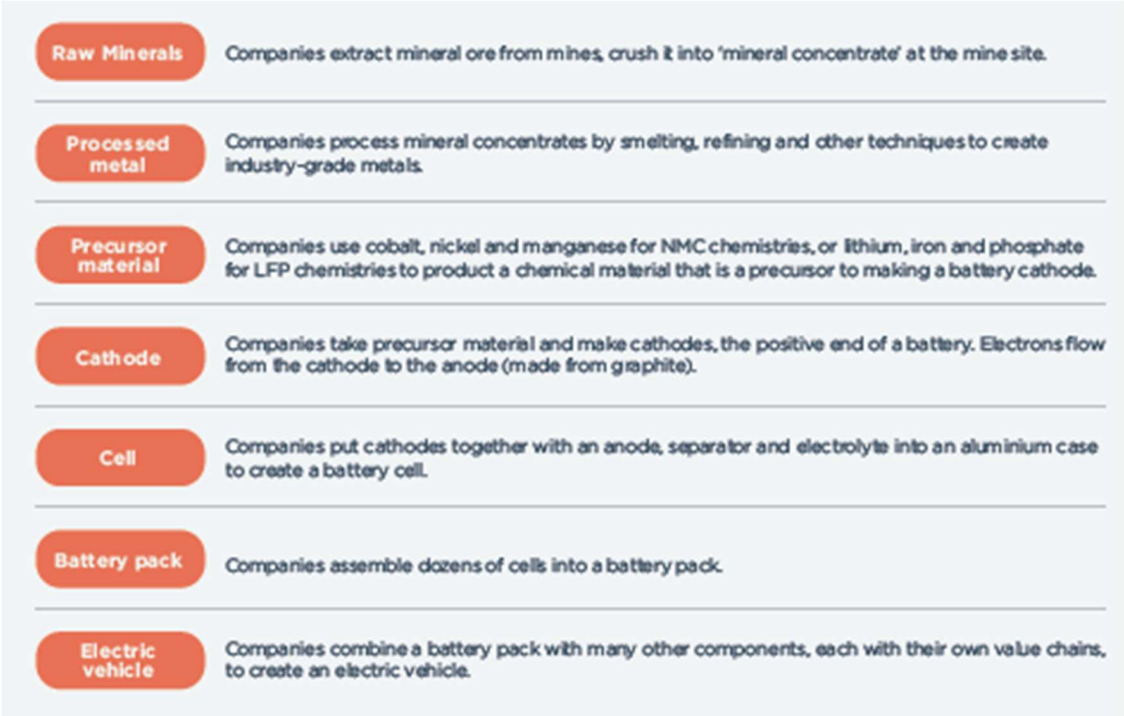 Raw Minerals
Companies extract mineral ore from mines, crush it into 'mineral concentrate' at the mine site.
Processed
metal
Companies process mineral concentrates by smelting, refining and other techniques to create
industry-grade metals.
Precursor
material
Companies use cobalt, nickel and manganese for NMC chemistries, or lithium, iron and phosphate
for LFP chemistries to product a chemical material that is a precursor to making a battery cathode.
Cathode
Companies take precursor material and make cathodes, the positive end of a battery. Electrons flow
from the cathode to the anode (made from graphite).
Cell
Companies put cathodes together with an anode, separator and electrolyte into an aluminium case
to create a battery cell.
Battery pack
Companies assemble dozens of cells into a battery pack.
Electric
vehicle
Companies combine a battery pack with many other components, each with their own value chains,
to create an electric vehicle.